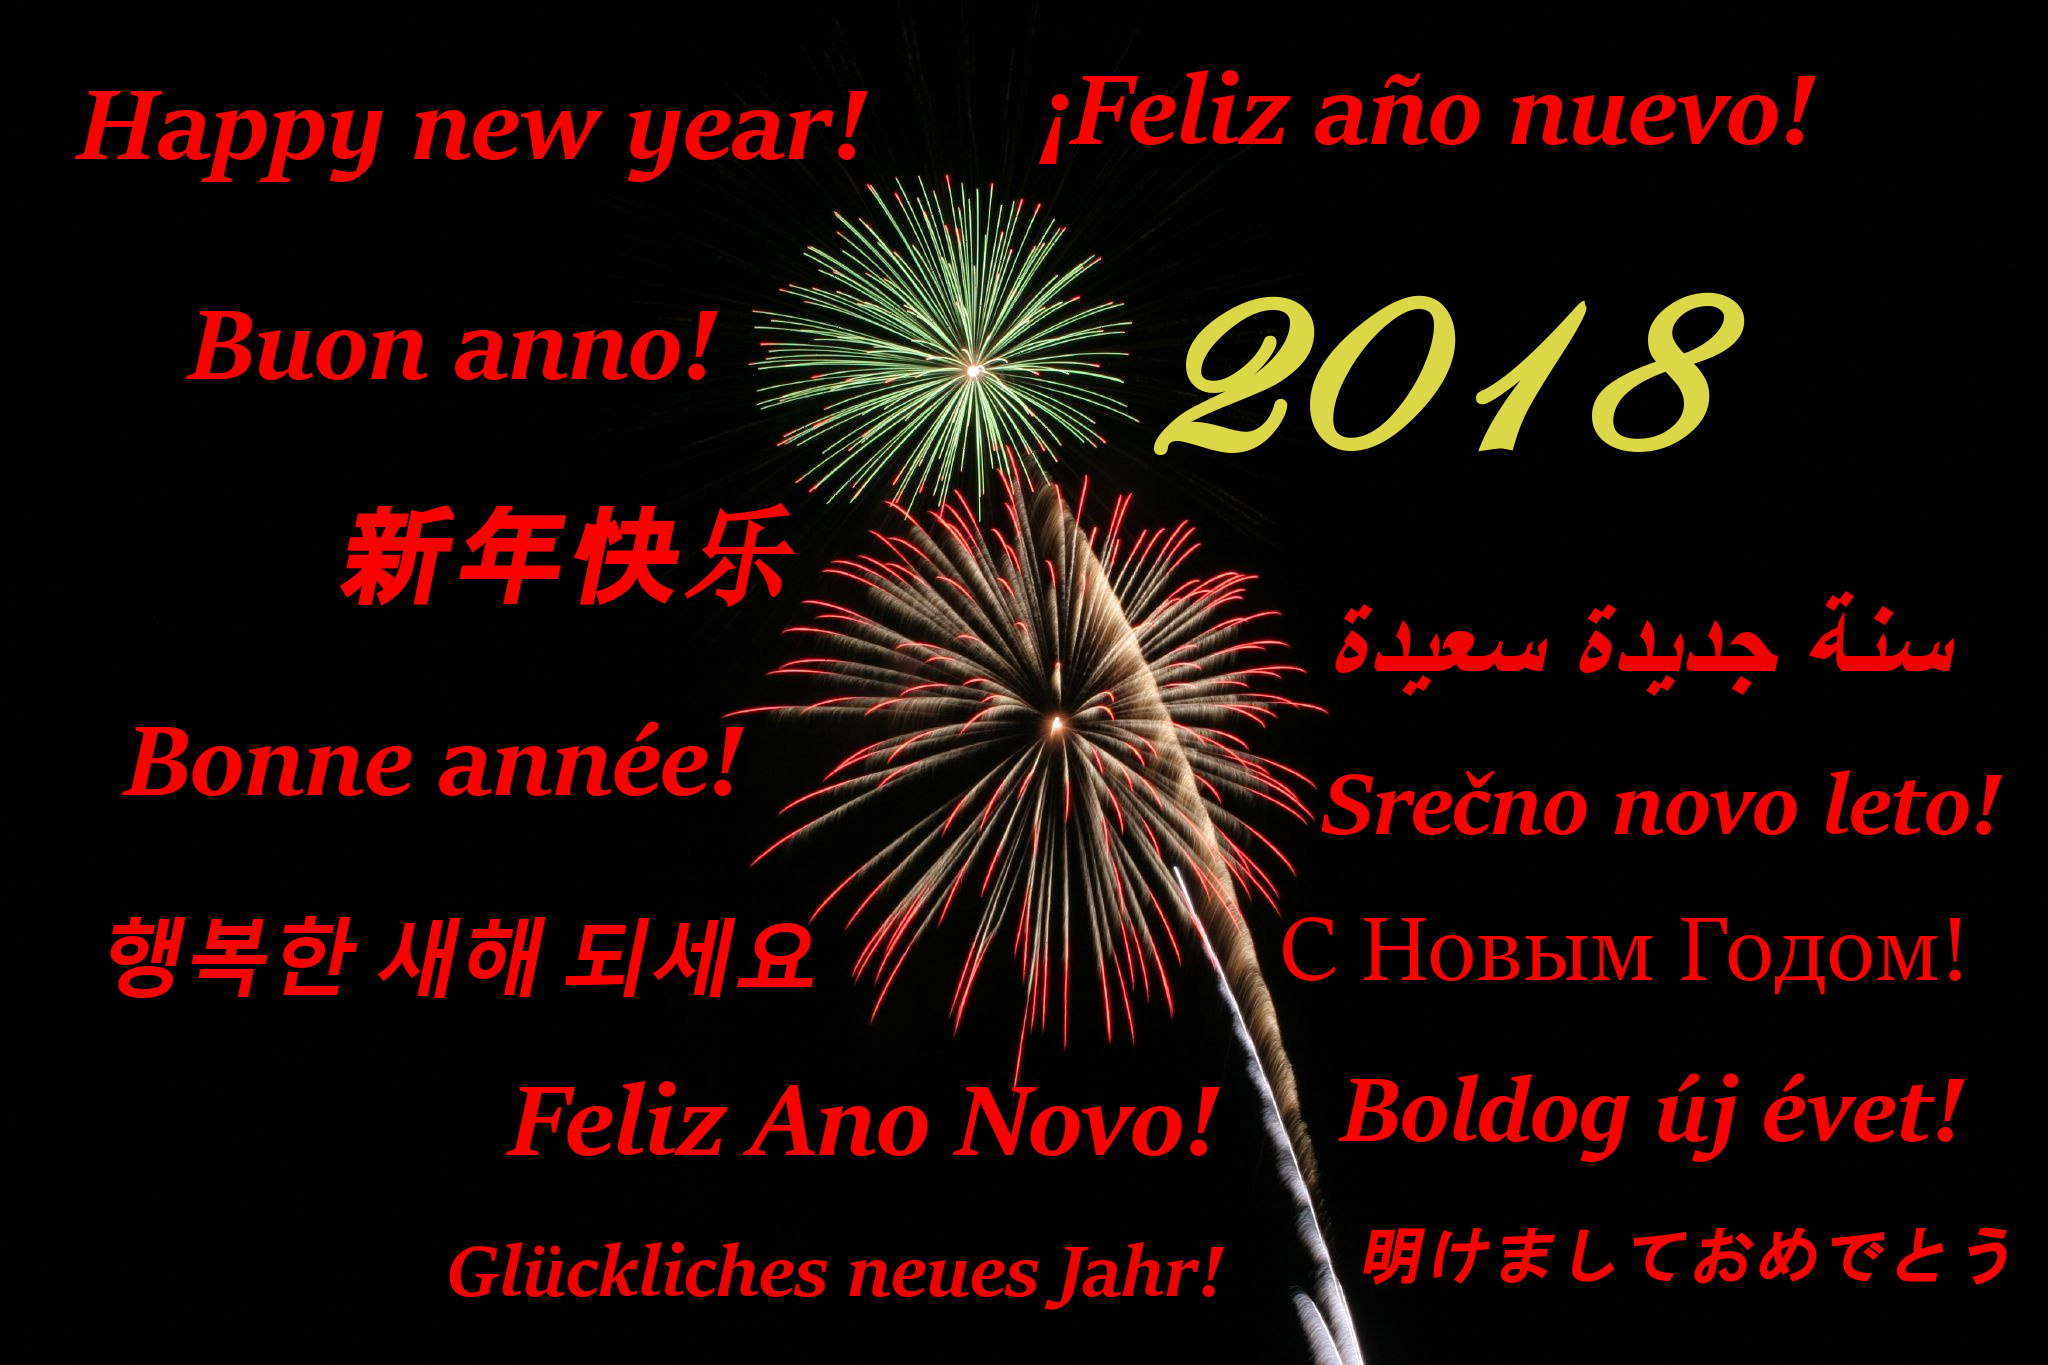 Happy new year!
¡Feliz año nuevo!
Buon anno!
2018
新年快乐
سنة جديدة سعيدة
Bonne année!
Srečno novo leto!
행복한 새해 되세요
С Новым Годом!
Feliz Ano Novo!
Boldog új évet!
Glückliches neues Jahr!
明けましておめでとう